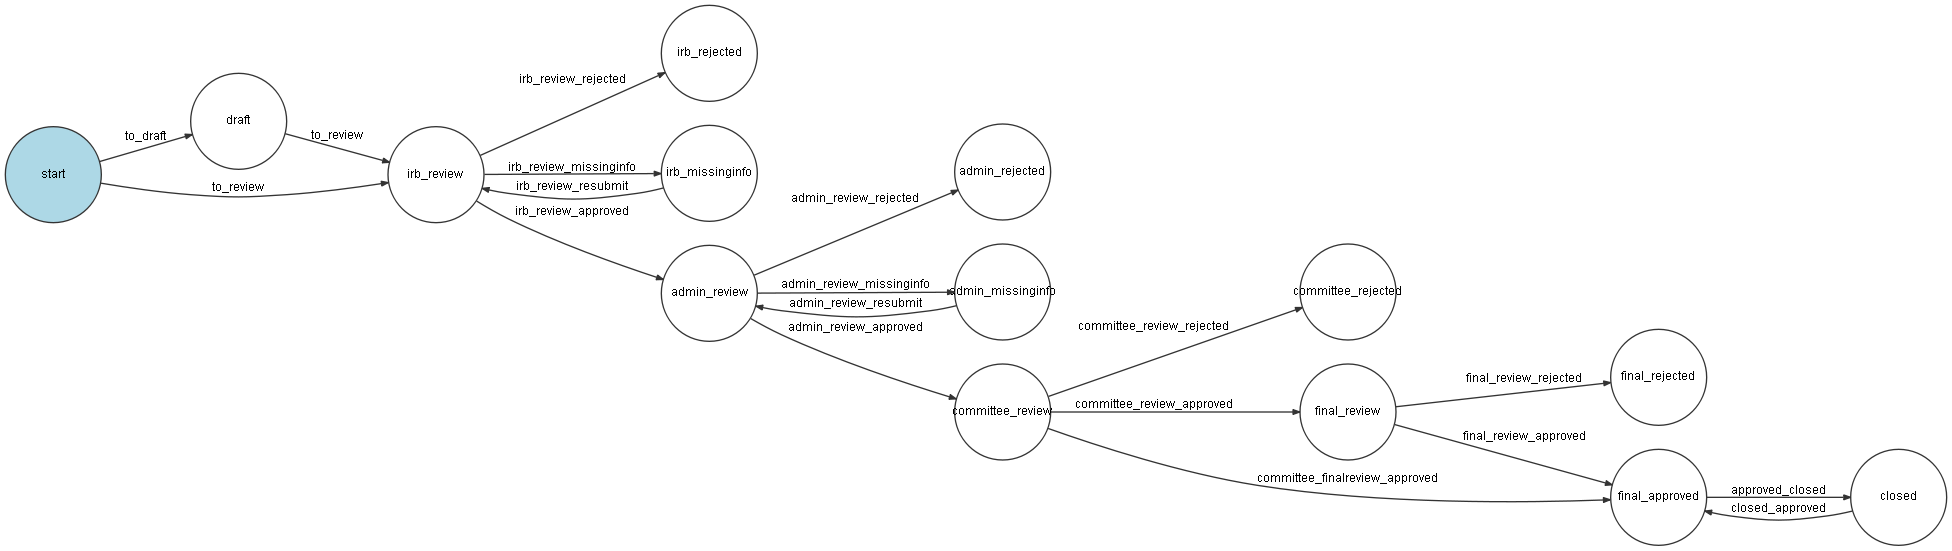 irb_rejected
irb_review_rejected
draft
to_draft
to_review
start
irb_review
irb_review_missinginfo
irb_missinginfo
admin_rejected
to_review
irb_review_resubmit
irb_review_approved
admin_review_rejected
admin_review
admin_review_missinginfo
admin_missinginfo
committee_rejected
admin_review_resubmit
admin_review_approved
committee_review_rejected
final_review_rejected
final_rejected
committee_review
committee_review_approved
final_review
final_review_approved
committee_finalreview_approved
final_approved
approved_closed
closed
closed_approved